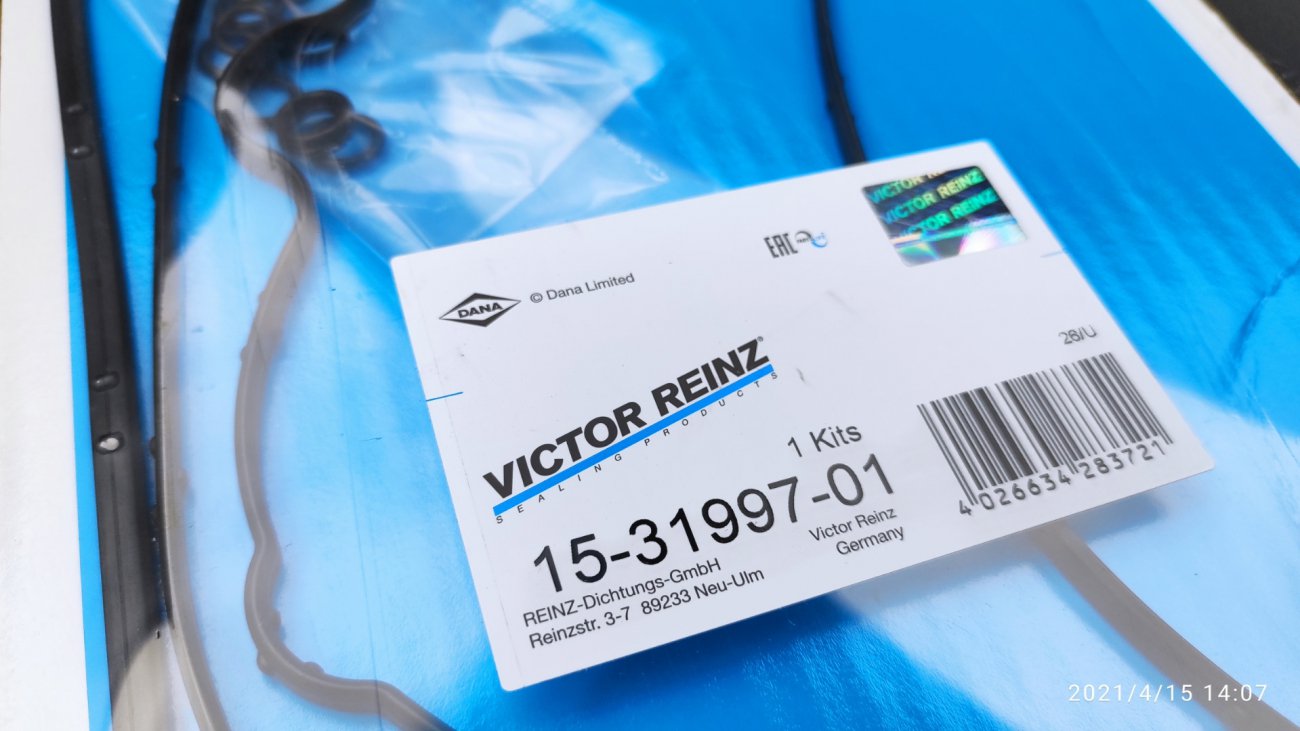 VICTOR REINZ
VICTOR REINZ
VICTOR REINZ
EAC
DANA
© Dana Limited
26/U
VICTOR REINZ®
SEALING PRODUCTS
1 Kits
15-31997-01
4 026634 283721
Victor Reinz
Germany
REINZ-Dichtungs-GmbH
Reinzstr. 3-7 89233 Neu-Ulm
2021/4/15 14:07